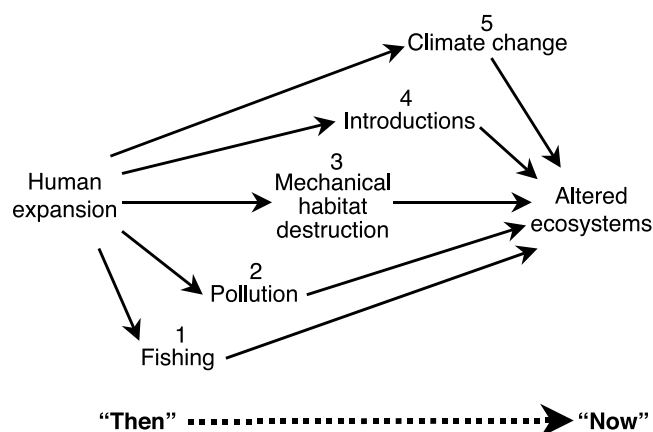 5
Climate change
4
Introductions
3
Mechanical
habitat
destruction
Human
expansion
Altered
ecosystems
2
Pollution
1
Fishing
“Then” “Now”